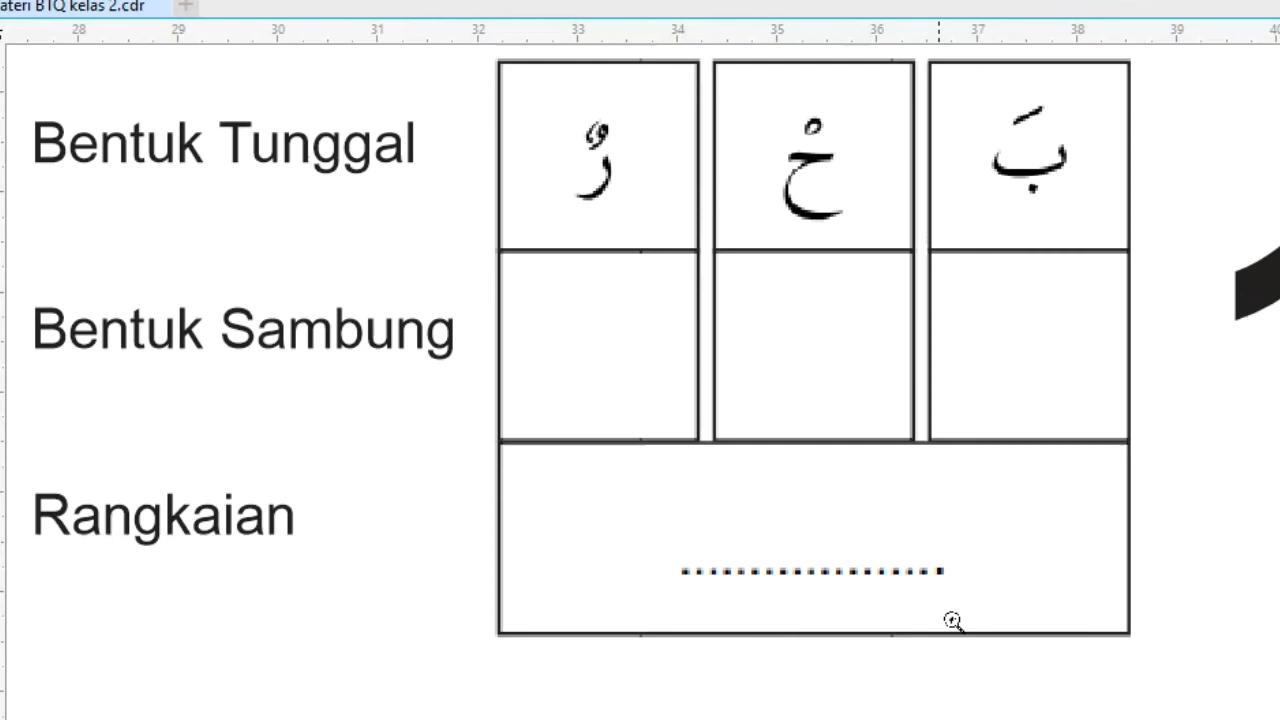 ateri BTQ kelas 2.cdr
28 29 30 31 32 33 34 35 36 37 38 39 40
Bentuk Tunggal
بَ حْ رٌ
Bentuk Sambung
Rangkaian
...................